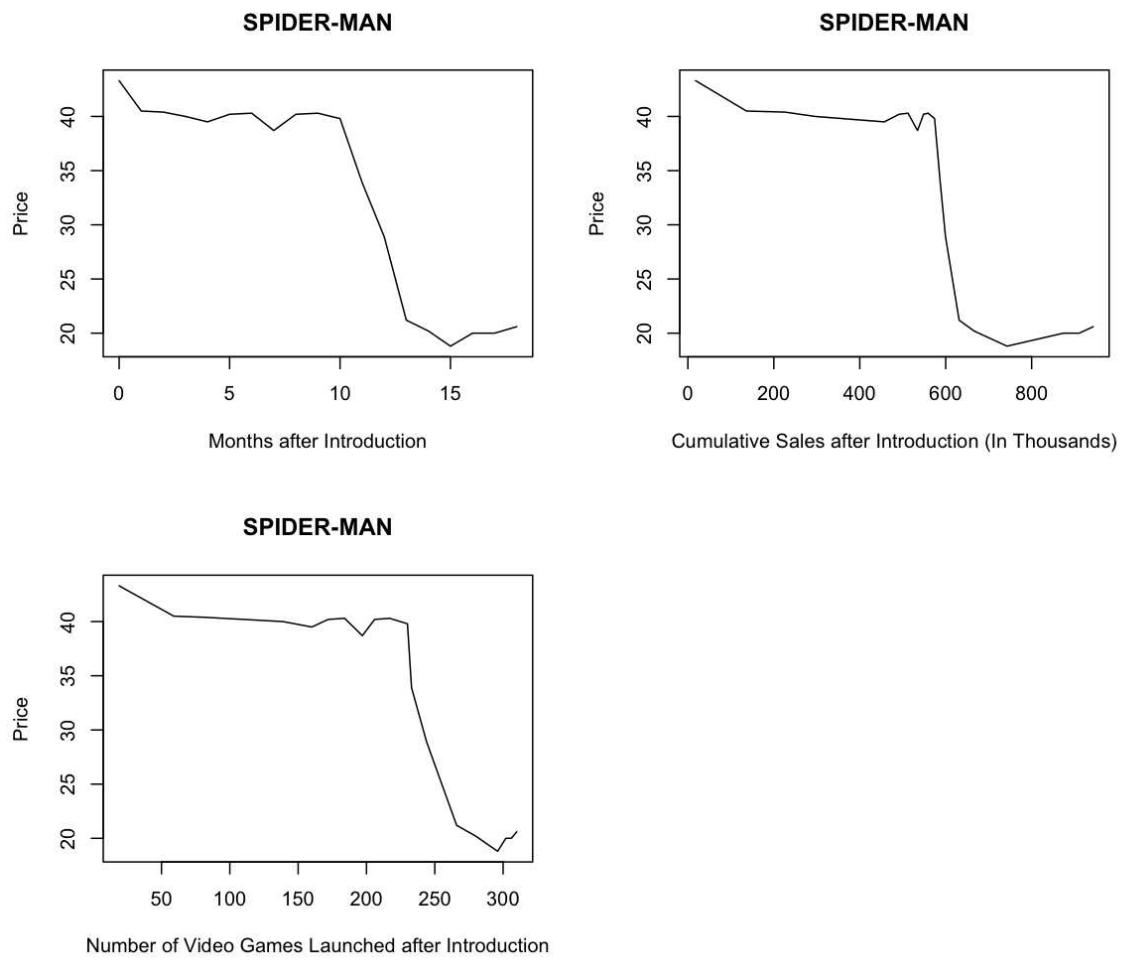 SPIDER-MAN
Price
40
35
30
25
20
0 5 10 15
Months after Introduction
SPIDER-MAN
Price
40
35
30
25
20
0 200 400 600 800
Cumulative Sales after Introduction (In Thousands)
SPIDER-MAN
Price
40
35
30
25
20
50 100 150 200 250 300
Number of Video Games Launched after Introduction